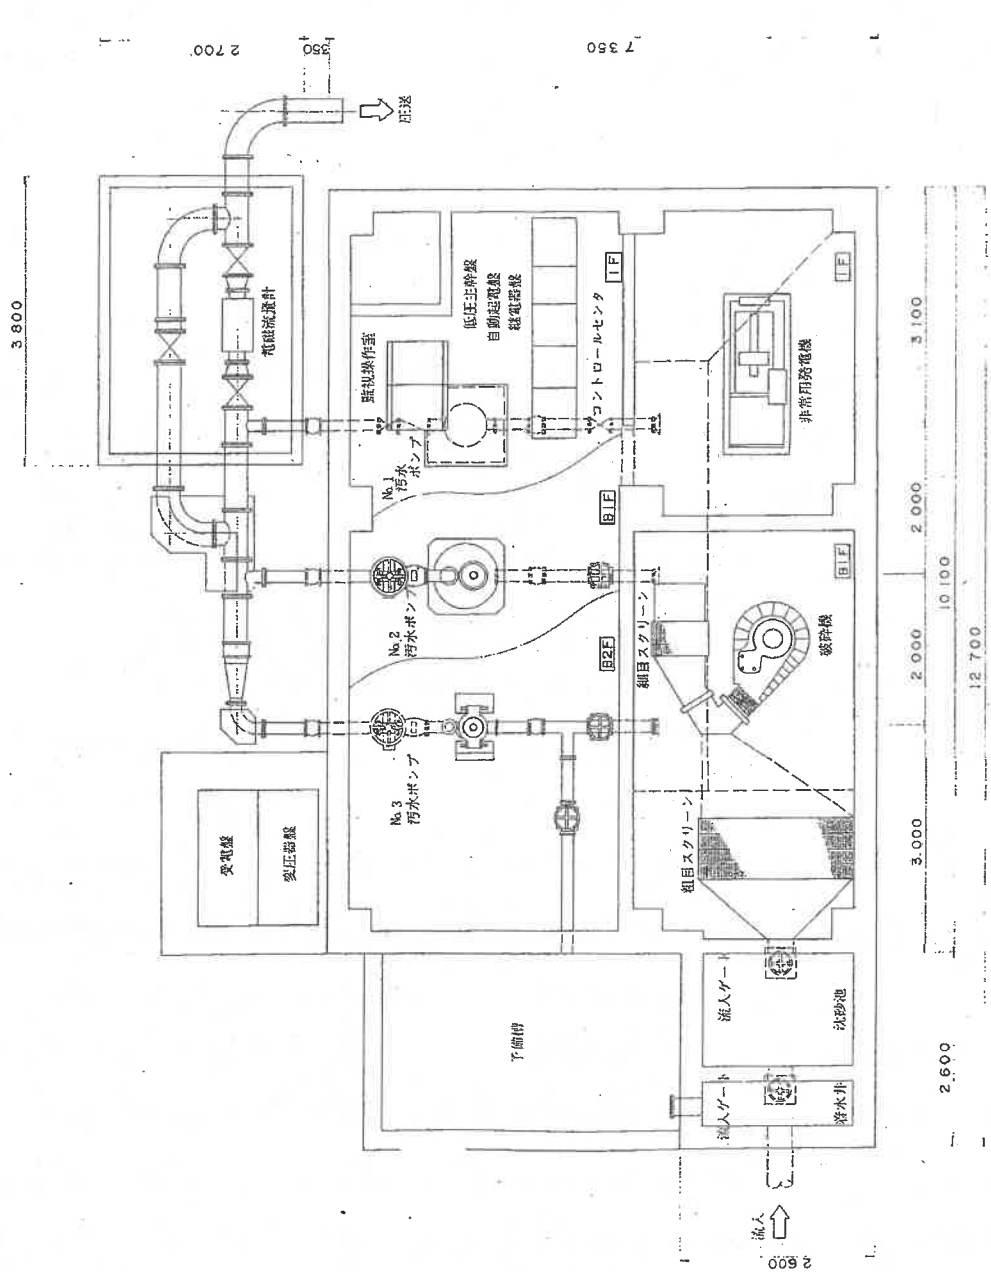 2 700
350
7 350
圧送
3 800
電磁流量計
監視操作室
低圧主幹盤
自動起電盤
継電器盤
コントロールセンタ
1F
1F
非常用発電機
3 100
No.1
汚水
ポンプ
B1F
B1F
2 000
No.2
汚水ポンプ
B2F
細目スクリーン
破砕機
2 000
10 100
12 700
No.3
汚水ポンプ
受電盤
変圧器盤
粗目スクリーン
3.000
予備槽
流入ゲート
沈砂池
流入ゲート
着水井
2.600
流入
2 600